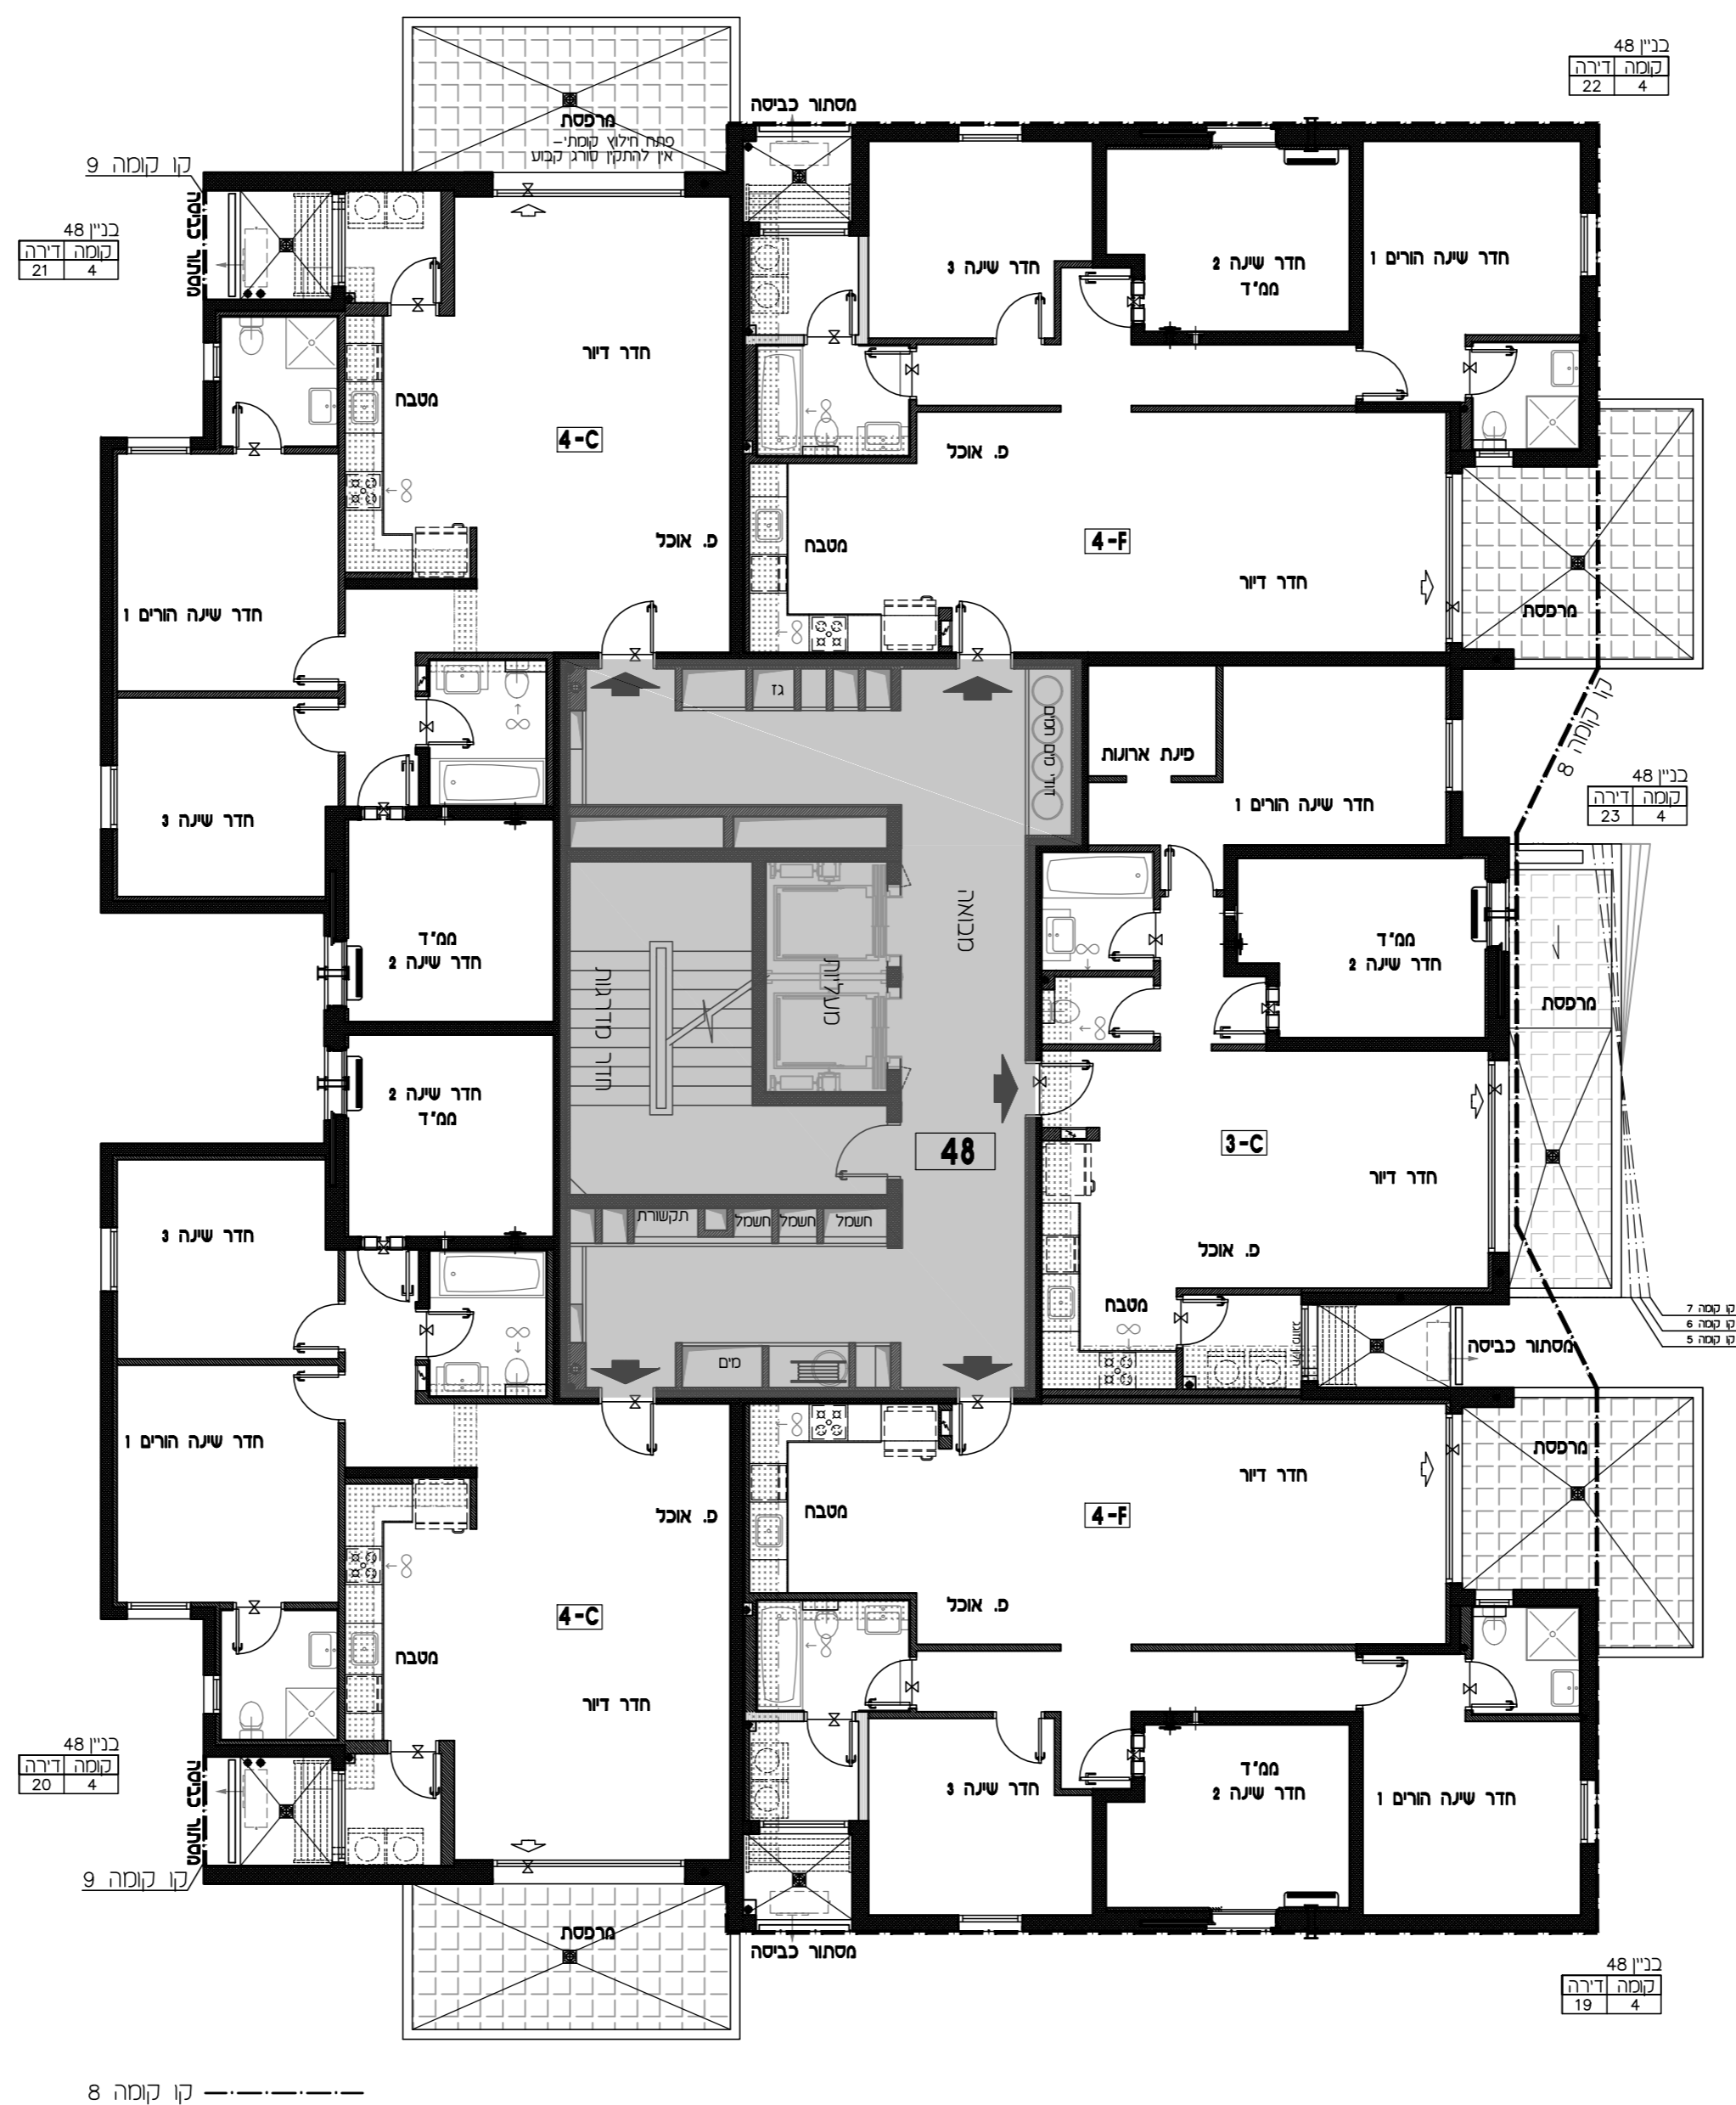 בניין 48
קומה דירה
4 22
מסתור כביסה
מרפסת
פתח חילוץ קומתי-
אין להתקין סורג קבוע
קו קומה 9
מסתור כביסה
בניין 48
קומה דירה
4 21
חדר שינה 3
חדר שינה 2
ממ"ד
חדר שינה הורים 1
חדר דיור
מטבח
4-C
פ. אוכל
פ. אוכל
4-F
מטבח
חדר דיור
מרפסת
חדר שינה הורים 1
קו קומה 8
גז
דודי מים חמים
פינת ארונות
חדר שינה הורים 1
בניין 48
קומה דירה
4 23
חדר שינה 3
ממ"ד
חדר שינה 2
מבואה
מעליות
חדר מדרגות
ממ"ד
חדר שינה 2
מרפסת
חדר שינה 2
ממ"ד
48
3-C
חדר דיור
פ. אוכל
מטבח
תקשורת
חשמל
חשמל
חשמל
חדר שינה 3
מים
קו קומה 7
קו קומה 6
קו קומה 5
מסתור כביסה
חדר שינה הורים 1
מרפסת
חדר דיור
מטבח
4-F
פ. אוכל
פ. אוכל
4-C
מטבח
חדר דיור
חדר שינה 3
ממ"ד
חדר שינה 2
חדר שינה הורים 1
בניין 48
קומה דירה
4 20
מסתור כביסה
קו קומה 9
מרפסת
מסתור כביסה
בניין 48
קומה דירה
4 19
קו קומה 8